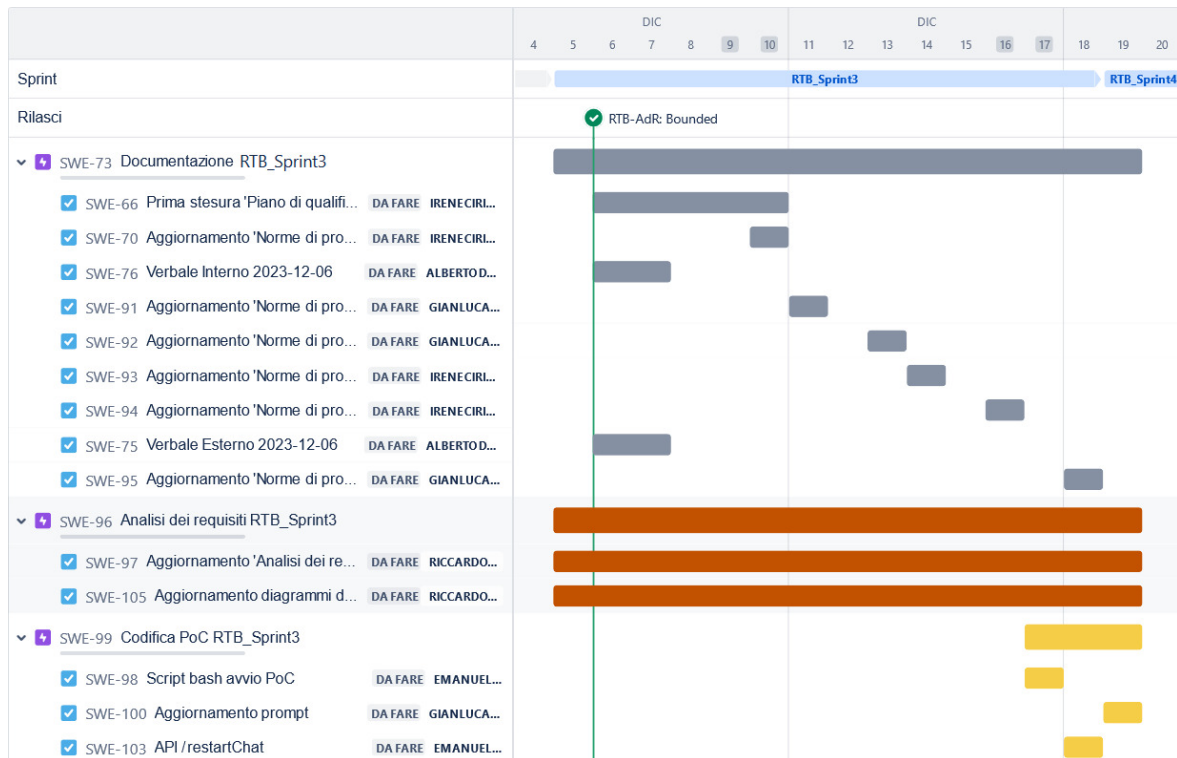 DIC DIC
4 5 6 7 8 9 10 11 12 13 14 15 16 17 18 19 20
Sprint RTB_Sprint3 RTB_Sprint4
Rilasci RTB-AdR: Bounded
SWE-73 Documentazione RTB_Sprint3
SWE-66 Prima stesura 'Piano di qualifi... DA FARE IRENECIRI...
SWE-70 Aggiornamento 'Norme di pro... DA FARE IRENECIRI...
SWE-76 Verbale Interno 2023-12-06 DA FARE ALBERTOD...
SWE-91 Aggiornamento 'Norme di pro... DA FARE GIANLUCA...
SWE-92 Aggiornamento 'Norme di pro... DA FARE GIANLUCA...
SWE-93 Aggiornamento 'Norme di pro... DA FARE IRENECIRI...
SWE-94 Aggiornamento 'Norme di pro... DA FARE IRENECIRI...
SWE-75 Verbale Esterno 2023-12-06 DA FARE ALBERTOD...
SWE-95 Aggiornamento 'Norme di pro... DA FARE GIANLUCA...
SWE-96 Analisi dei requisiti RTB_Sprint3
SWE-97 Aggiornamento 'Analisi dei re... DA FARE RICCARDO...
SWE-105 Aggiornamento diagrammi d... DA FARE RICCARDO...
SWE-99 Codifica PoC RTB_Sprint3
SWE-98 Script bash avvio PoC DA FARE EMANUEL...
SWE-100 Aggiornamento prompt DA FARE GIANLUCA...
SWE-103 API /restartChat DA FARE EMANUEL...